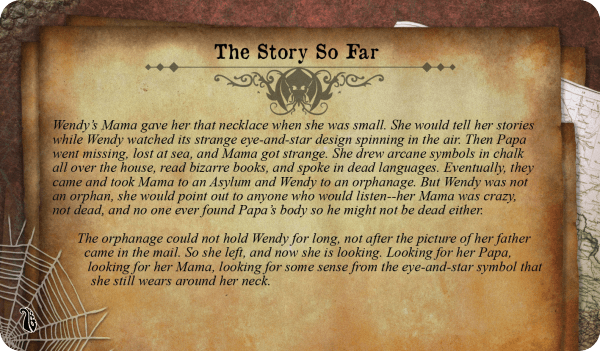 The Story So Far
Wendy's Mama gave her that necklace when she was small. She would tell her stories
while Wendy watched its strange eye-and-star design spinning in the air. Then Papa
went missing, lost at sea, and Mama got strange. She drew arcane symbols in chalk
all over the house, read bizarre books, and spoke in dead languages. Eventually, they
came and took Mama to an Asylum and Wendy to an orphanage. But Wendy was not
an orphan, she would point out to anyone who would listen--her Mama was crazy,
not dead, and no one ever found Papa's body so he might not be dead either.
The orphanage could not hold Wendy for long, not after the picture of her father
came in the mail. So she left, and now she is looking. Looking for her Papa,
looking for her Mama, looking for some sense from the eye-and-star symbol that
she still wears around her neck.